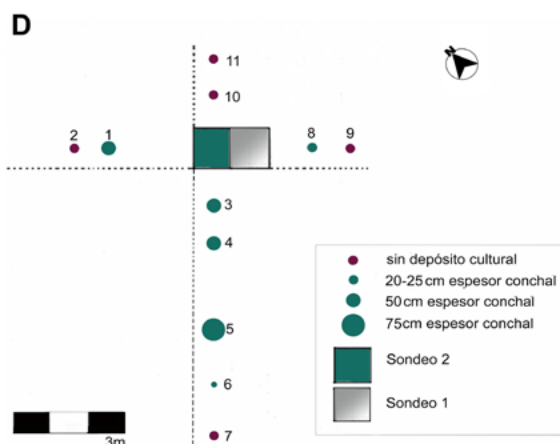 D
N
11
10
2 1 8 9
3
4
5
6
7
sin depósito cultural
20-25cm espesor conchal
50cm espesor conchal
75cm espesor conchal
Sondeo 2
Sondeo 1
3m